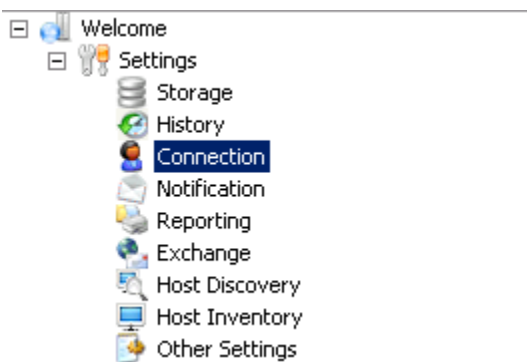 Welcome
Settings
Storage
History
Connection
Notification
Reporting
Exchange
Host Discovery
Host Inventory
Other Settings